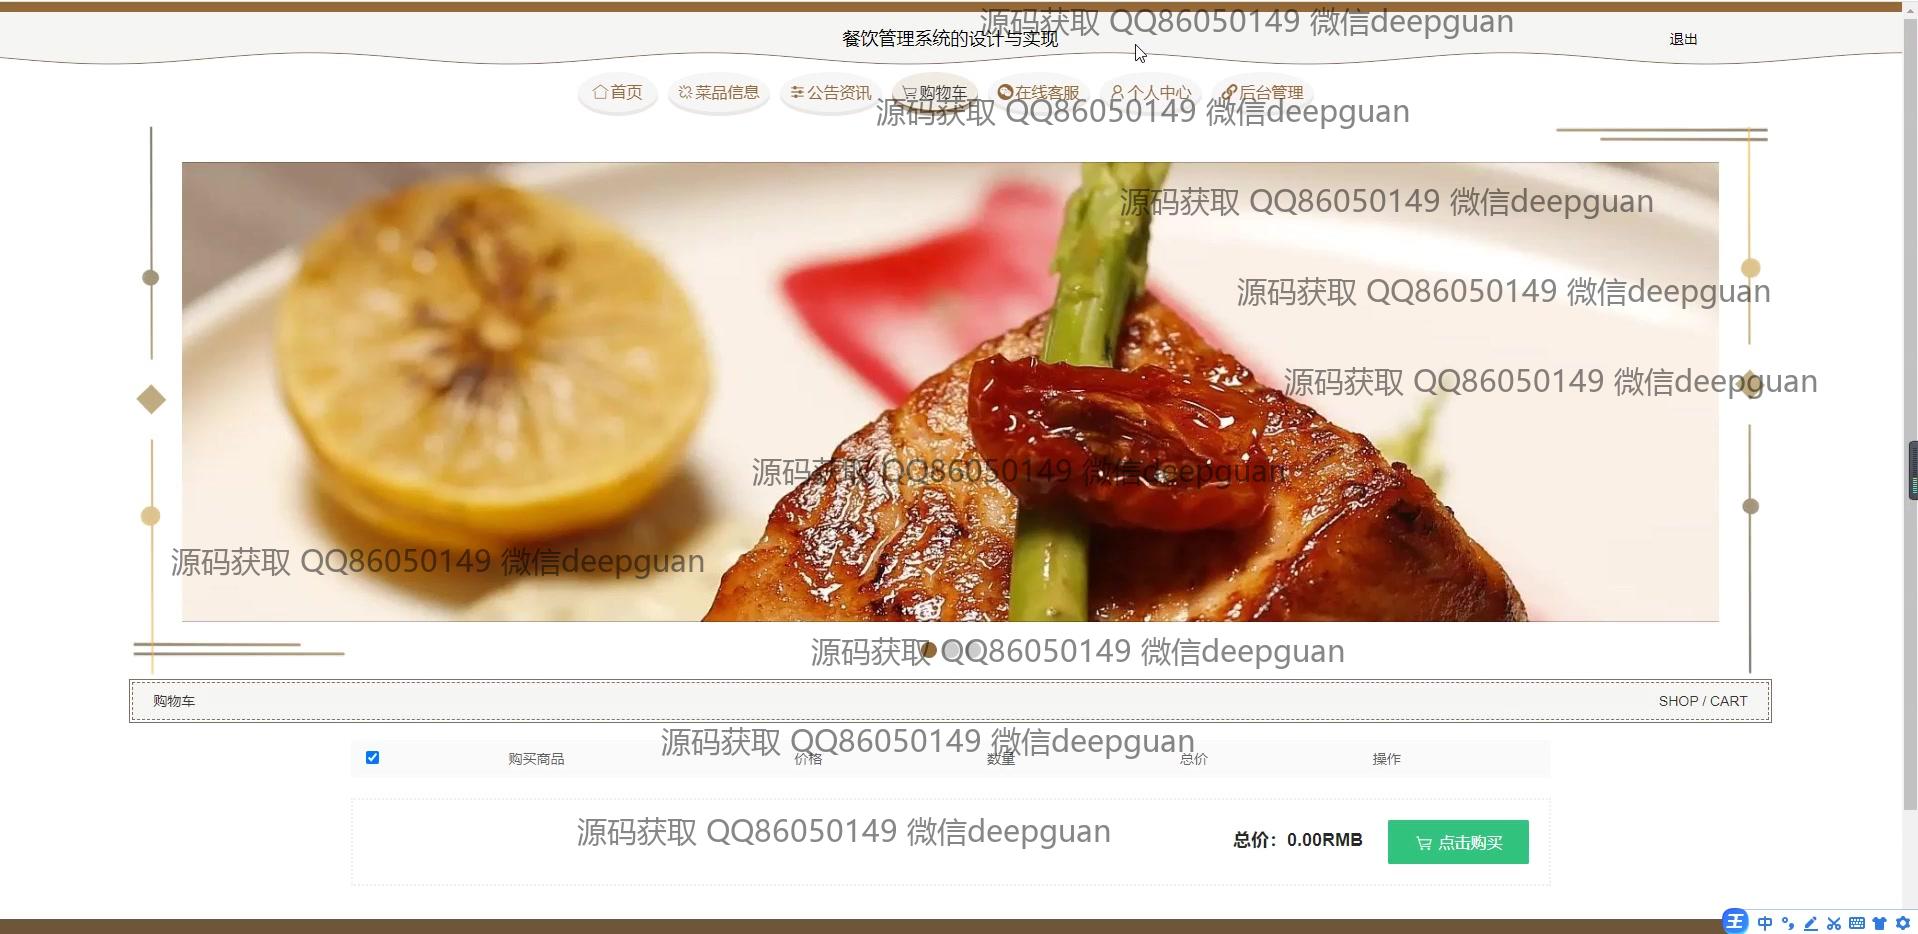 源码获取 QQ86050149 微信deepguan
餐饮管理系统的设计与实现
退出
首页 菜品信息 公告资讯 购物车 在线客服 个人中心 后台管理
源码获取 QQ86050149 微信deepguan
源码获取 QQ86050149 微信deepguan
源码获取 QQ86050149 微信deepguan
源码获取 QQ86050149 微信deepguan
源码获取 QQ86050149 微信deepguan
源码获取 QQ86050149 微信deepguan
源码获取 QQ86050149 微信deepguan
购物车 SHOP / CART
源码获取 QQ86050149 微信deepguan
购买商品 价格 数量 总价 操作
源码获取 QQ86050149 微信deepguan
总价：0.00RMB 点击购买
王 中